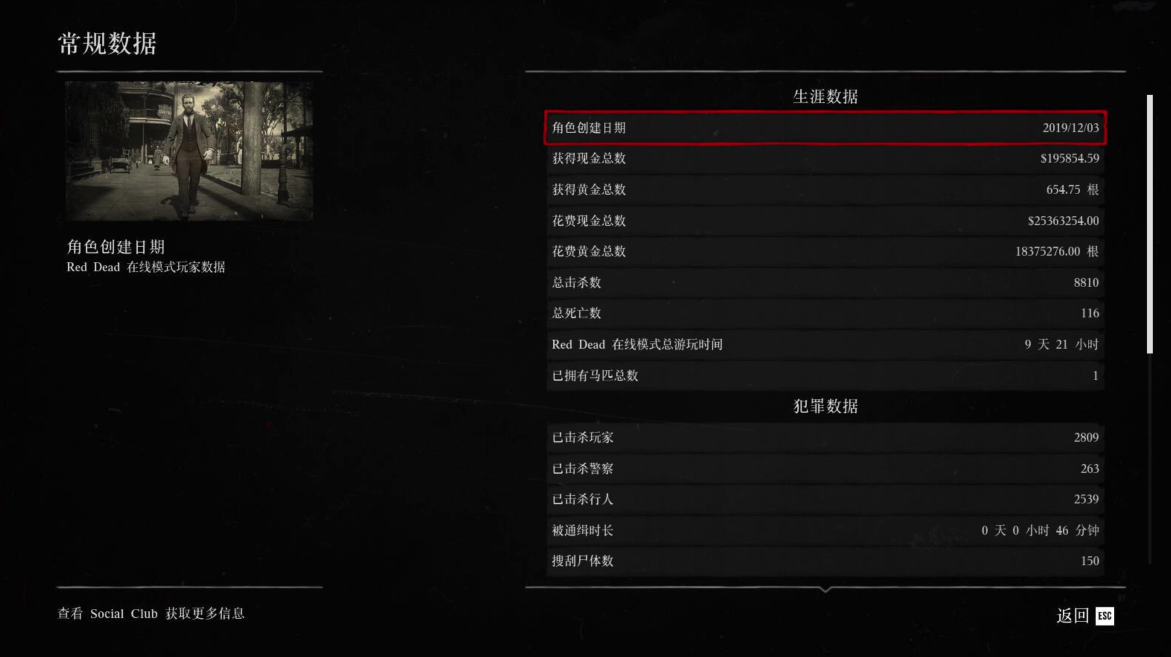 常规数据
角色创建日期
Red Dead 在线模式玩家数据
生涯数据
角色创建日期 2019/12/03
获得现金总数 $195854.59
获得黄金总数 654.75 根
花费现金总数 $25363254.00
花费黄金总数 18375276.00 根
总击杀数 8810
总死亡数 116
Red Dead 在线模式总游玩时间 9 天 21 小时
已拥有马匹总数 1
犯罪数据
已击杀玩家 2809
已击杀警察 263
已击杀行人 2539
被通缉时长 0 天 0 小时 46 分钟
搜刮尸体数 150
查看 Social Club 获取更多信息
返回 ESC